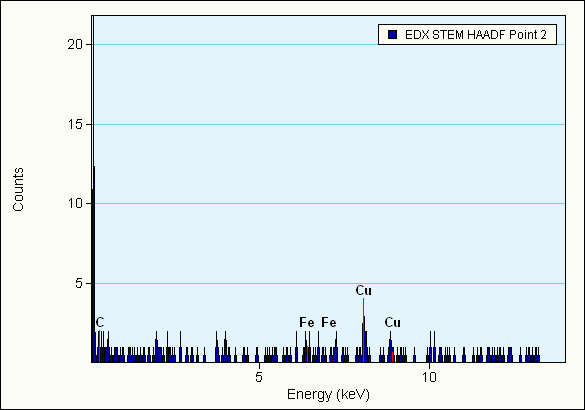 EDX STEM HAADF Point 2
20
15
10
5
Counts
C
Fe Fe
Cu
Cu
5 10
Energy (keV)